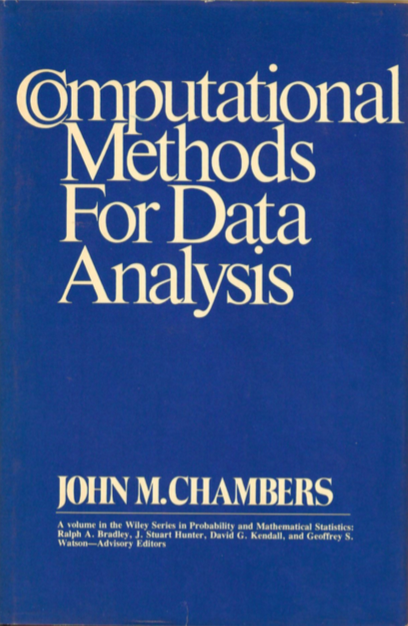 Computational
Methods
For Data
Analysis
JOHN M. CHAMBERS
A volume in the Wiley Series in Probability and Mathematical Statistics:
Ralph A. Bradley, J. Stuart Hunter, David G. Kendall, and Geoffrey S.
Watson—Advisory Editors